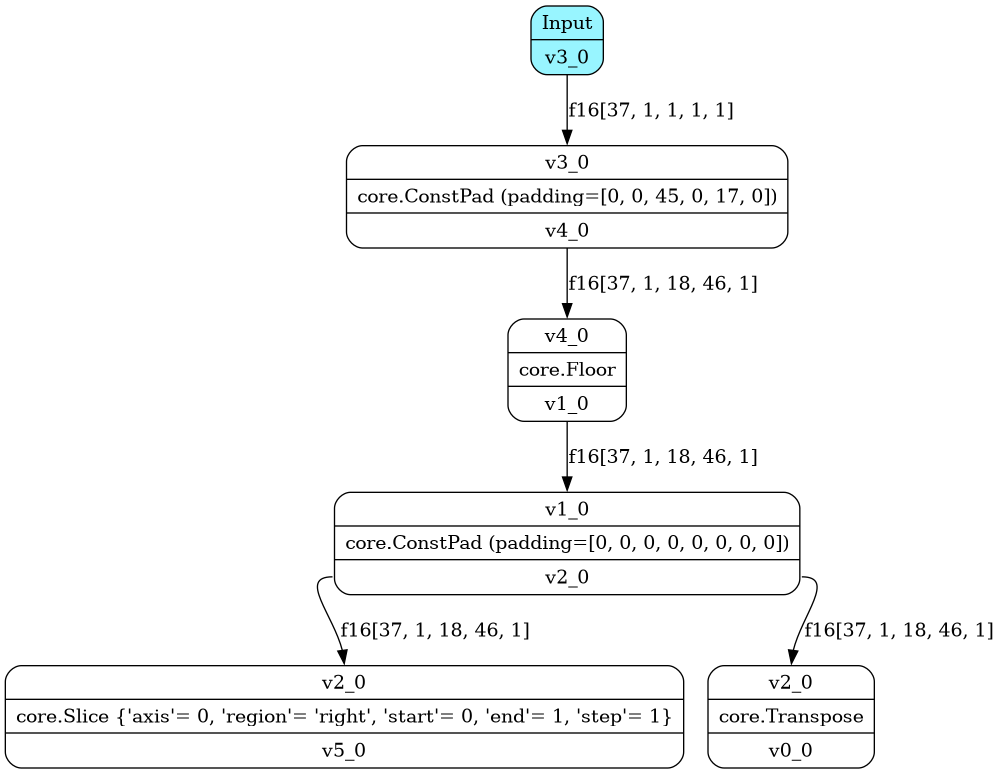 Input
v3_0
f16[37, 1, 1, 1, 1]
v3_0
core.ConstPad (padding=[0, 0, 45, 0, 17, 0])
v4_0
f16[37, 1, 18, 46, 1]
v4_0
core.Floor
v1_0
f16[37, 1, 18, 46, 1]
v1_0
core.ConstPad (padding=[0, 0, 0, 0, 0, 0, 0, 0])
v2_0
f16[37, 1, 18, 46, 1]
f16[37, 1, 18, 46, 1]
v2_0
core.Slice {'axis'= 0, 'region'= 'right', 'start'= 0, 'end'= 1, 'step'= 1}
v5_0
v2_0
core.Transpose
v0_0